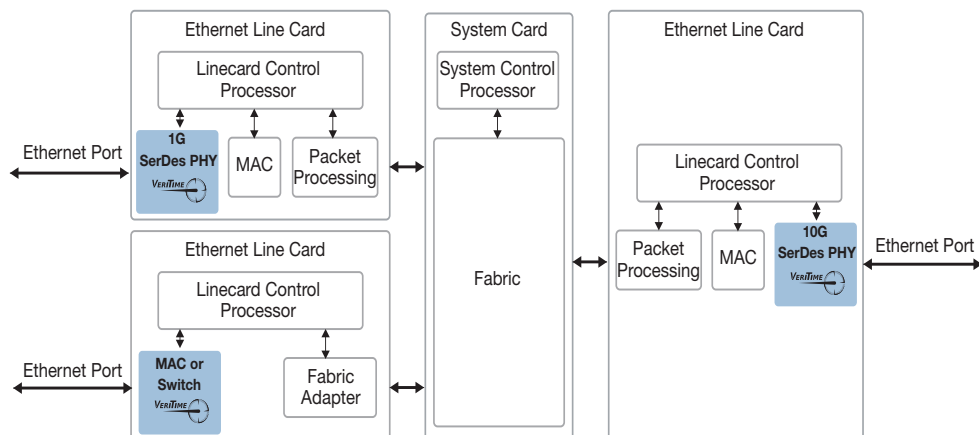 Ethernet Line Card
Linecard Control
Processor
1G
SerDes PHY
VERITIME
MAC
Packet
Processing
Ethernet Port
Ethernet Line Card
Linecard Control
Processor
MAC or
Switch
VERITIME
Fabric
Adapter
Ethernet Port
System Card
System Control
Processor
Fabric
Ethernet Line Card
Linecard Control
Processor
Packet
Processing
MAC
10G
SerDes PHY
VERITIME
Ethernet Port